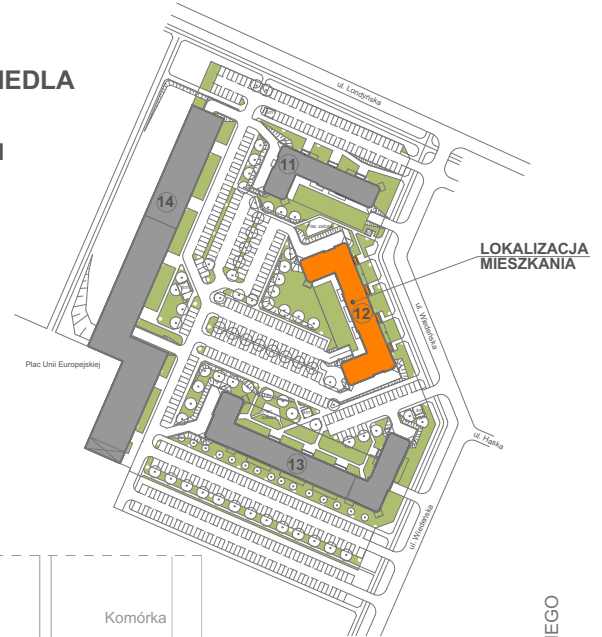 IEDLA
ul. Londyńska
11
14
LOKALIZACJA
MIESZKANIA
12
ul. Wiedeńska
Plac Unii Europejskiej
ul. Haska
13
ul. Wiedeńska
Komórka
IEGO